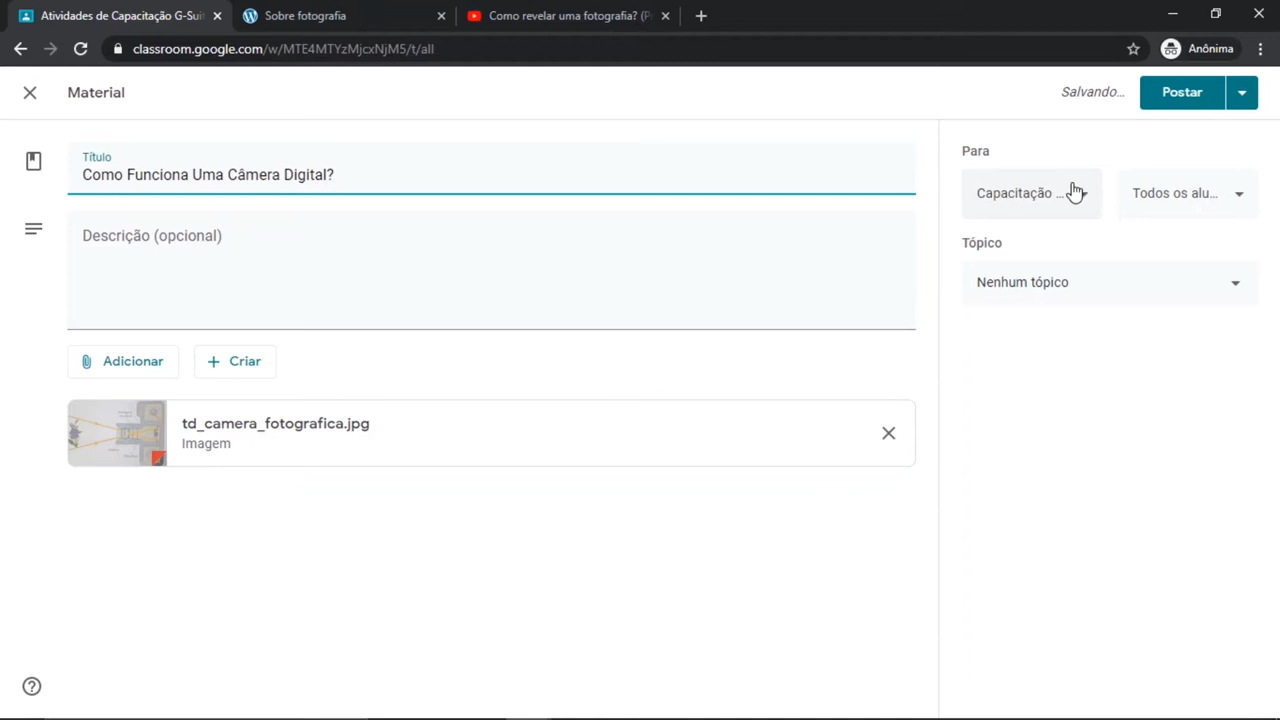 Atividades de Capacitação G-Sui
Sobre fotografia
Como revelar uma fotografia? (P
classroom.google.com/w/MTE4MTYzMjcxNjM5/t/all
Anônima
Material
Salvando...
Postar
Título
Como Funciona Uma Câmera Digital?
Descrição (opcional)
Adicionar
Criar
td_camera_fotografica.jpg
Imagem
Para
Capacitação ...
Todos os alu...
Tópico
Nenhum tópico